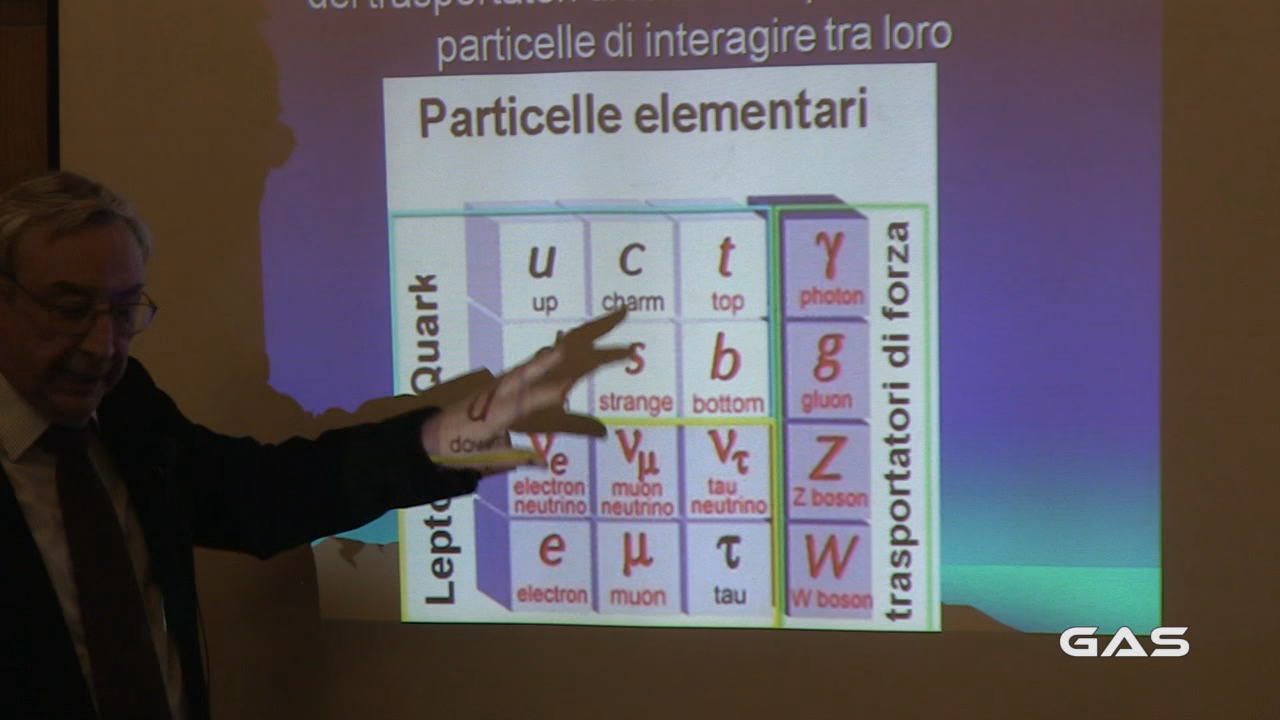 particelle di interagire tra loro
Particelle elementari
Quark
u
up
c
charm
t
top
γ
photon
d
down
s
strange
b
bottom
g
gluon
νe
electron
neutrino
νμ
muon
neutrino
ντ
tau
neutrino
Z
Z boson
e
electron
μ
muon
τ
tau
W
W boson
trasportatori di forza
GAS